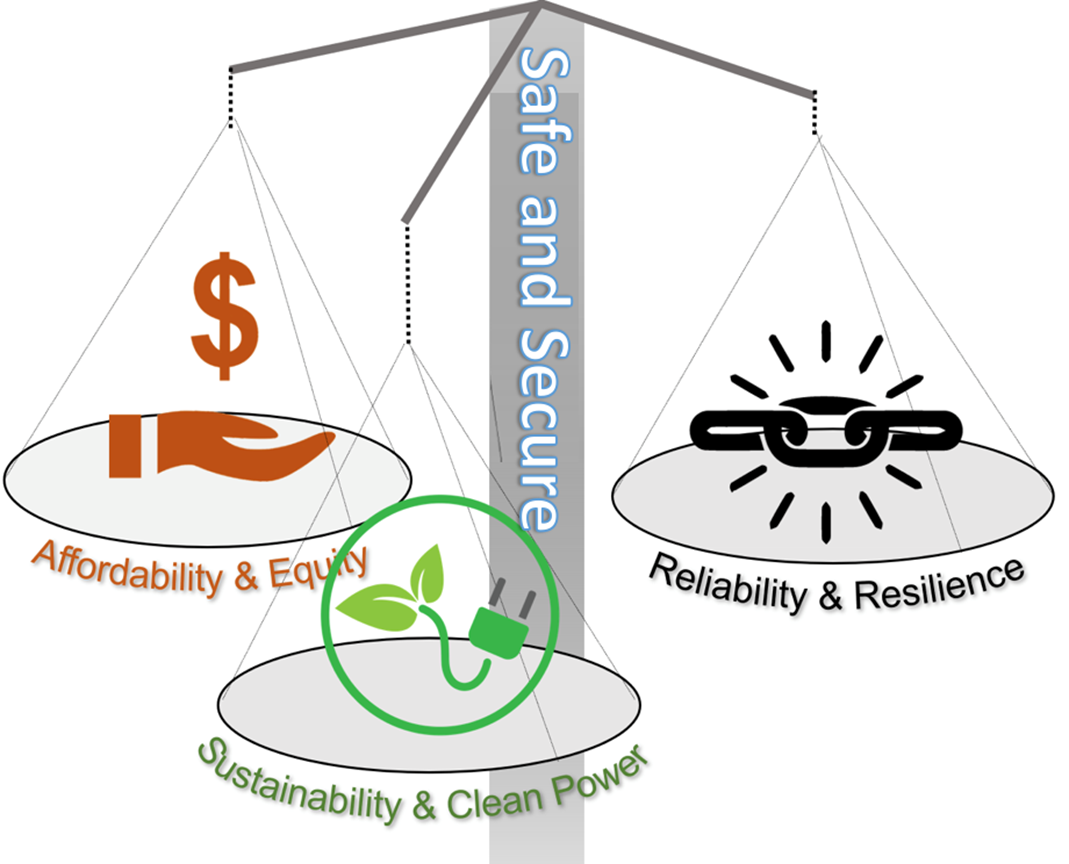 Safe and Secure
$
Affordability & Equity
Reliability & Resilience
Sustainability & Clean Power